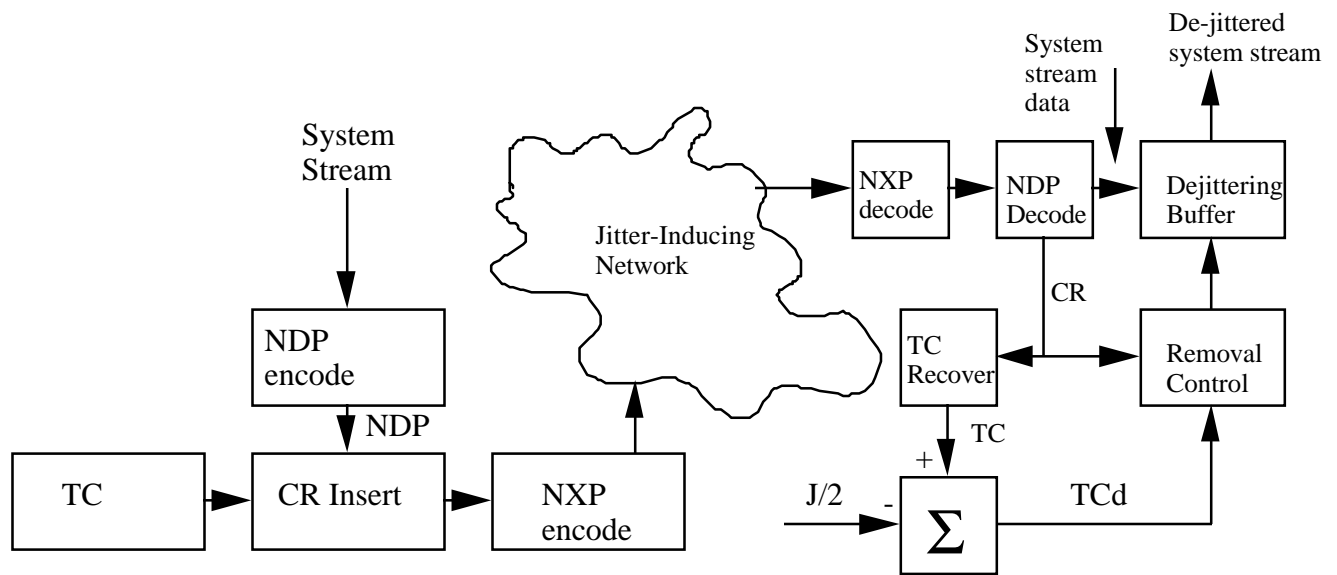 System
Stream
NDP
encode
NDP
TC
CR Insert
NXP
encode
Jitter-Inducing
Network
NXP
decode
NDP
Decode
System
stream
data
De-jittered
system stream
Dejittering
Buffer
CR
TC
Recover
Removal
Control
TC
+
J/2
-
Σ
TCd